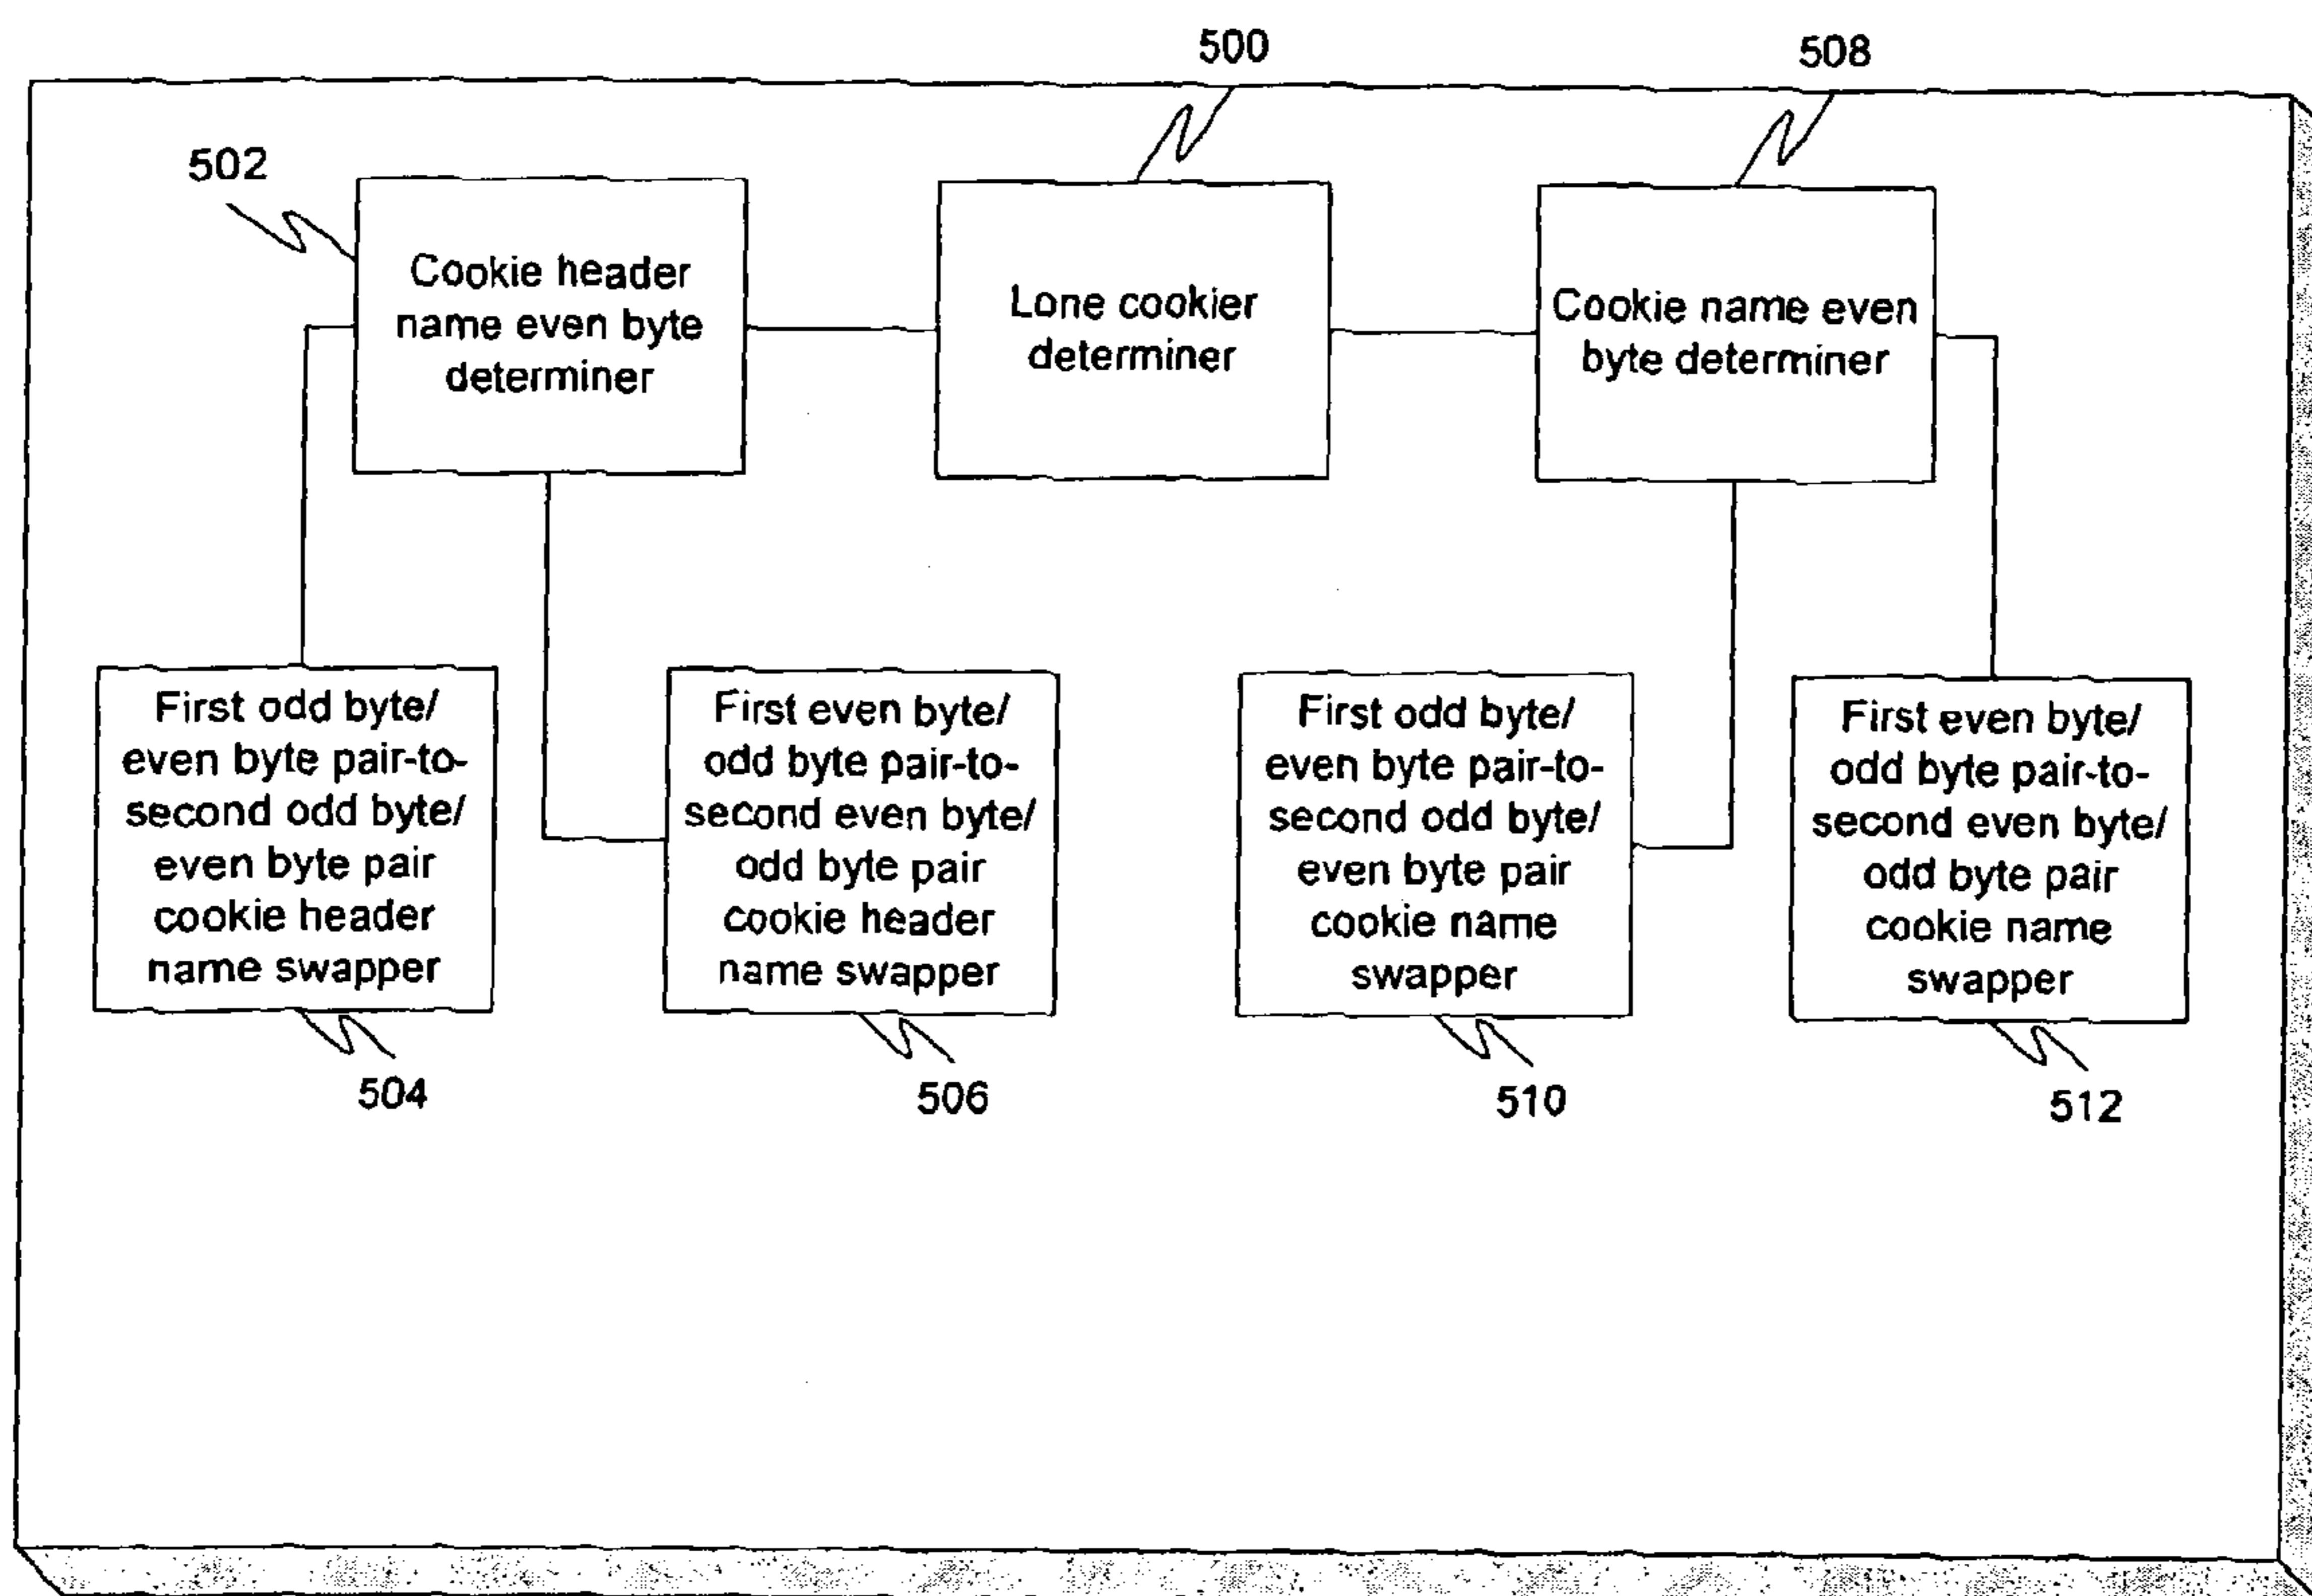 500
508
502
Cookie header
name even byte
determiner
Lone cookier
determiner
Cookie name even
byte determiner
First odd byte/
even byte pair-to-
second odd byte/
even byte pair
cookie header
name swapper
First even byte/
odd byte pair-to-
second even byte/
odd byte pair
cookie header
name swapper
First odd byte/
even byte pair-to-
second odd byte/
even byte pair
cookie name
swapper
First even byte/
odd byte pair-to-
second even byte/
odd byte pair
cookie name
swapper
504
506
510
512